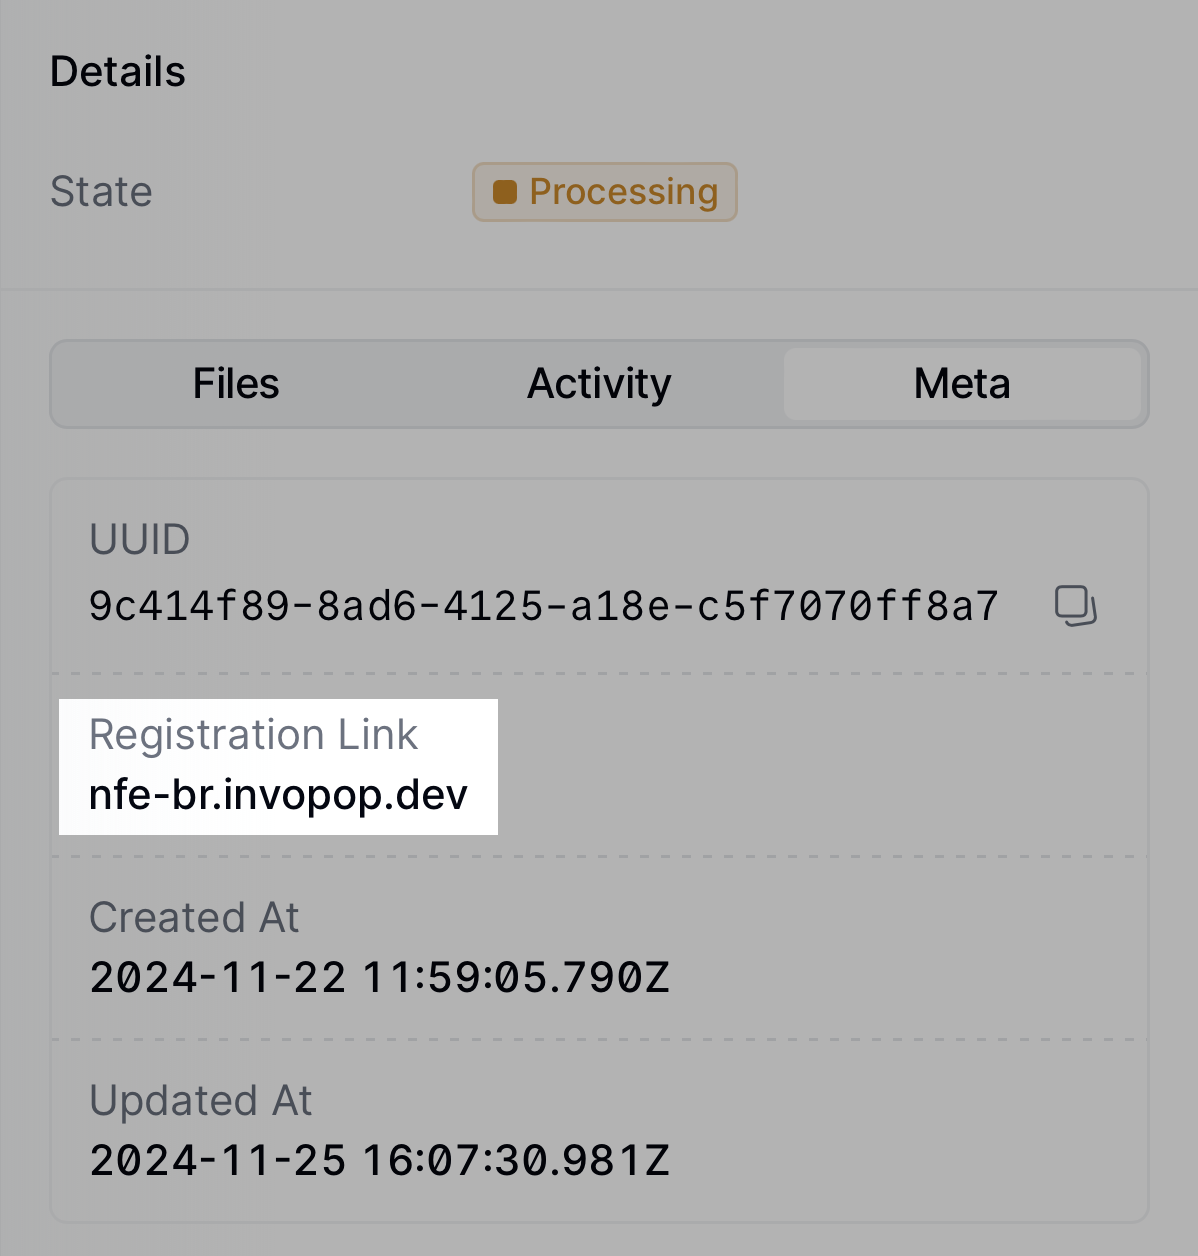 Details
State
Processing
Files
Activity
Meta
UUID
9c414f89-8ad6-4125-a18e-c5f7070ff8a7
Registration Link
nfe-br.invopop.dev
Created At
2024-11-22 11:59:05.790Z
Updated At
2024-11-25 16:07:30.981Z